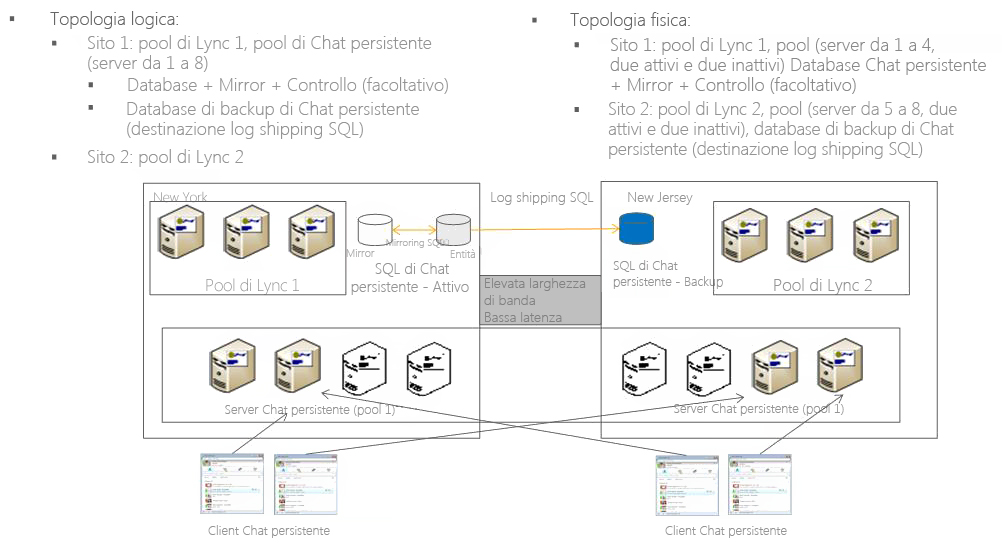 Topologia logica:
Sito 1: pool di Lync 1, pool di Chat persistente
(server da 1 a 8)
Database + Mirror + Controllo (facoltativo)
Database di backup di Chat persistente
(destinazione log shipping SQL)
Sito 2: pool di Lync 2
Topologia fisica:
Sito 1: pool di Lync 1, pool (server da 1 a 4,
due attivi e due inattivi) Database Chat persistente
+ Mirror + Controllo (facoltativo)
Sito 2: pool di Lync 2, pool (server da 5 a 8, due
attivi e due inattivi), database di backup di Chat
persistente (destinazione log shipping SQL)
New York
Log shipping SQL
New Jersey
Mirroring SQL
Mirror
Entità
Pool di Lync 1
SQL di Chat
persistente - Attivo
SQL di Chat
persistente - Backup
Pool di Lync 2
Elevata larghezza
di banda
Bassa latenza
Server Chat persistente (pool 1)
Server Chat persistente (pool 1)
Client Chat persistente
Client Chat persistente